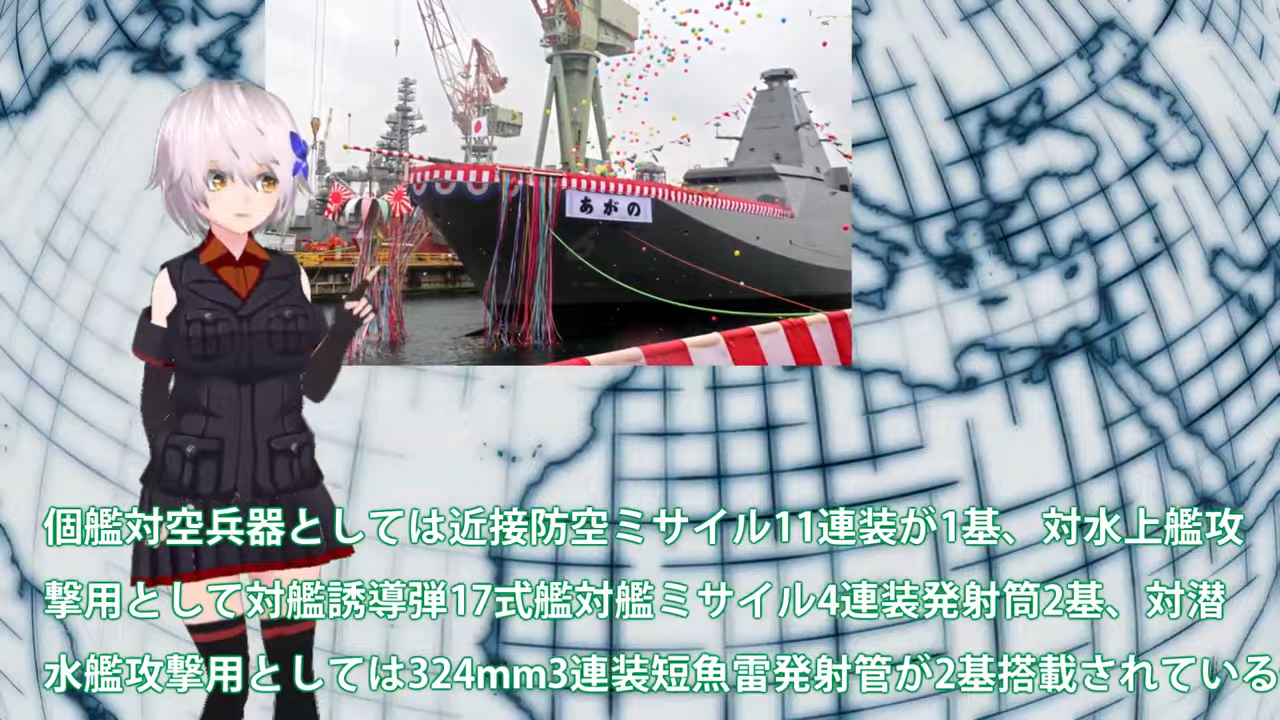 あがの
個艦対空兵器としては近接防空ミサイル11連装が1基、対水上艦攻
撃用として対艦誘導弾17式艦対艦ミサイル4連装発射筒2基、対潜
水艦攻撃用としては324mm3連装短魚雷発射管が2基搭載されている